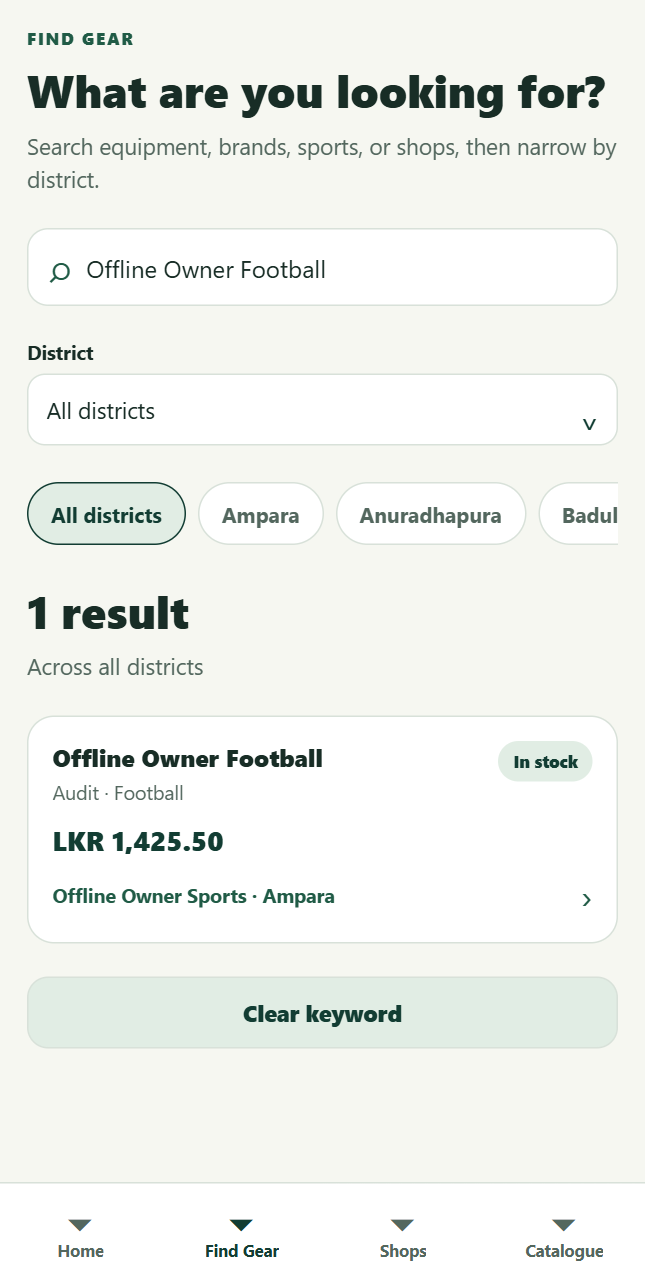 FIND GEAR
What are you looking for?
Search equipment, brands, sports, or shops, then narrow by
district.
Offline Owner Football
District
All districts
All districts
Ampara
Anuradhapura
Badul
1 result
Across all districts
Offline Owner Football
In stock
Audit · Football
LKR 1,425.50
Offline Owner Sports · Ampara
Clear keyword
Home
Find Gear
Shops
Catalogue